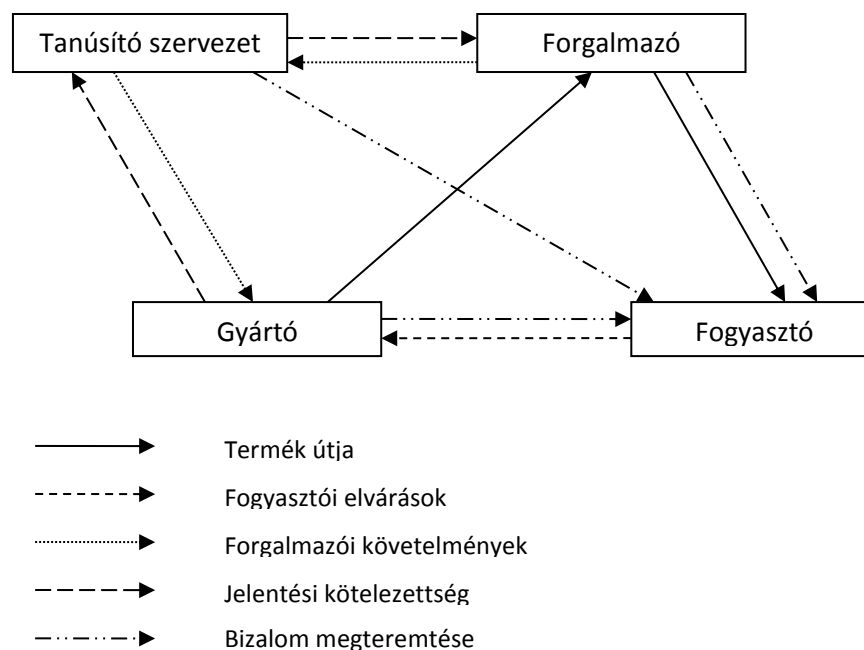 Tanúsító szervezet
Forgalmazó
Gyártó
Fogyasztó
Termék útja
Fogyasztói elvárások
Forgalmazói követelmények
Jelentési kötelezettség
Bizalom megteremtése